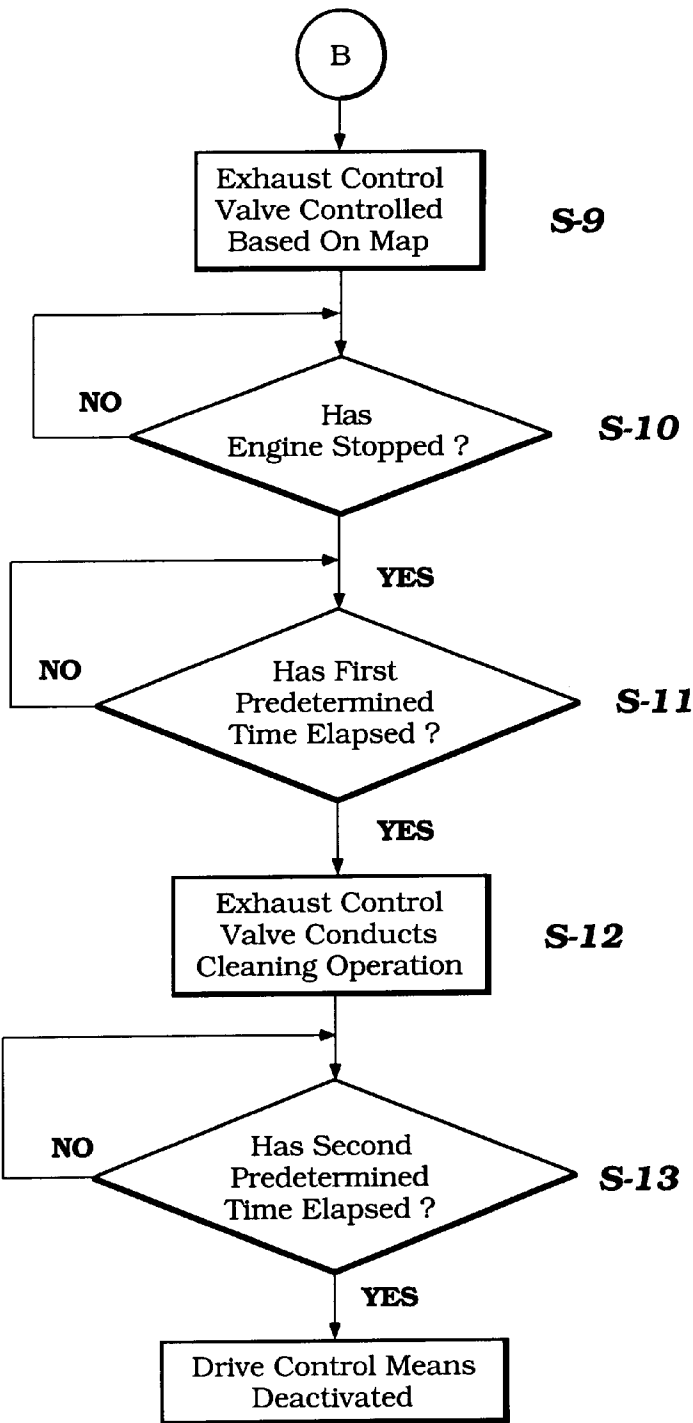 B
Exhaust Control
Valve Controlled
Based On Map
S-9
NO
Has
Engine Stopped ?
S-10
YES
NO
Has First
Predetermined
Time Elapsed ?
S-11
YES
Exhaust Control
Valve Conducts
Cleaning Operation
S-12
NO
Has Second
Predetermined
Time Elapsed ?
S-13
YES
Drive Control Means
Deactivated